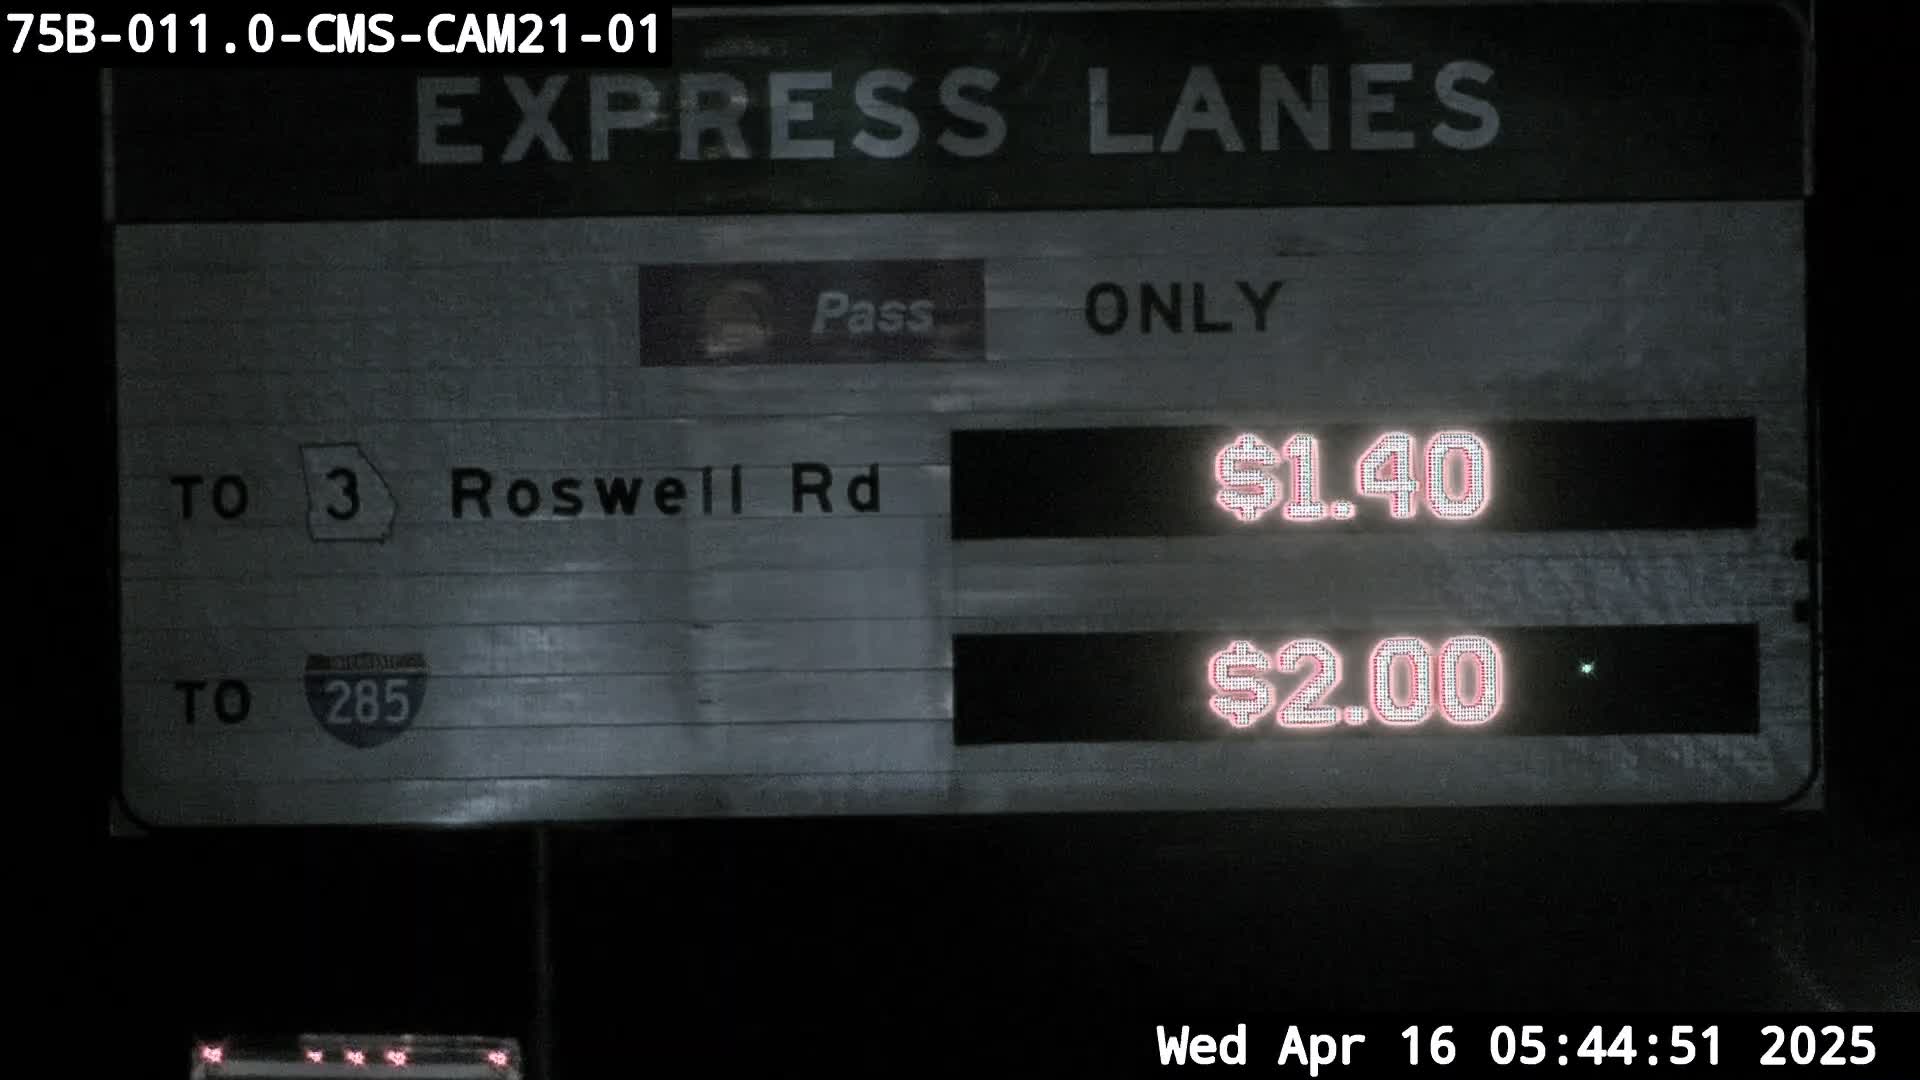 75B-011.0-CMS-CAM21-01
EXPRESS LANES
Pass ONLY
TO 3 Roswell Rd $1.40
INTERSTATE
TO 285 $2.00
Wed Apr 16 05:44:51 2025